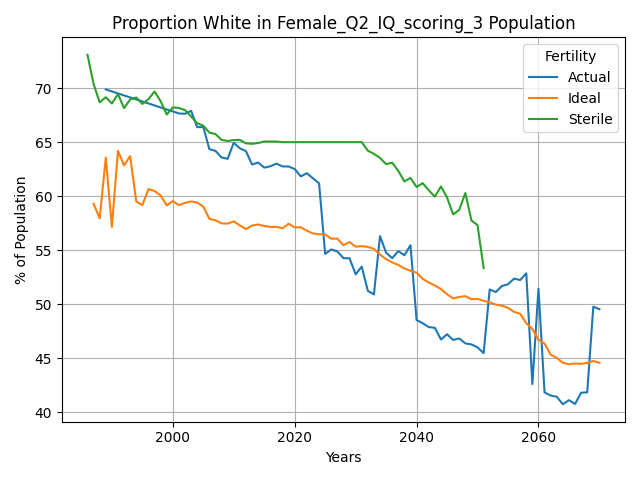 Proportion White in Female_Q2_IQ_scoring_3 Population
Fertility
Actual
Ideal
Sterile
% of Population
70
65
60
55
50
45
40
2000
2020
2040
2060
Years